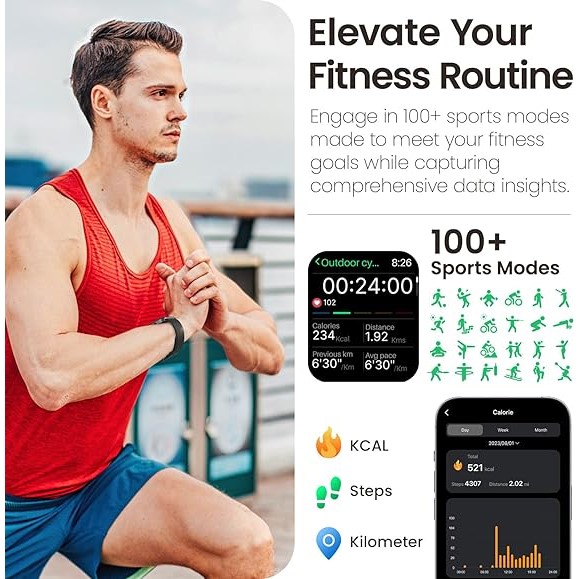 Elevate Your
Fitness Routine
Engage in 100+ sports modes
made to meet your fitness
goals while capturing
comprehensive data insights.
100+
Sports Modes
<Outdoor cy... 8:26
00:24:00
102
Calories Distance
234Kcal 1.92 Kms
Previous km Avg pace
6'30"/Km 6'30"/Km
KCAL
Steps
Kilometer
Calorie
Day Week Month
2023/08/01
Total
521 kcal
Steps 4307 Distance 2.02 mi